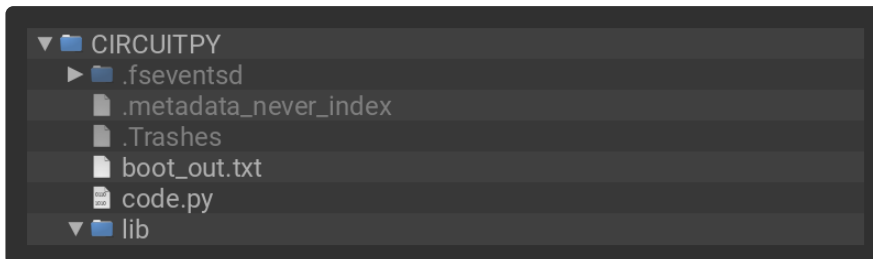 CIRCUITPY
.fseventsd
.metadata_never_index
.Trashes
boot_out.txt
code.py
lib